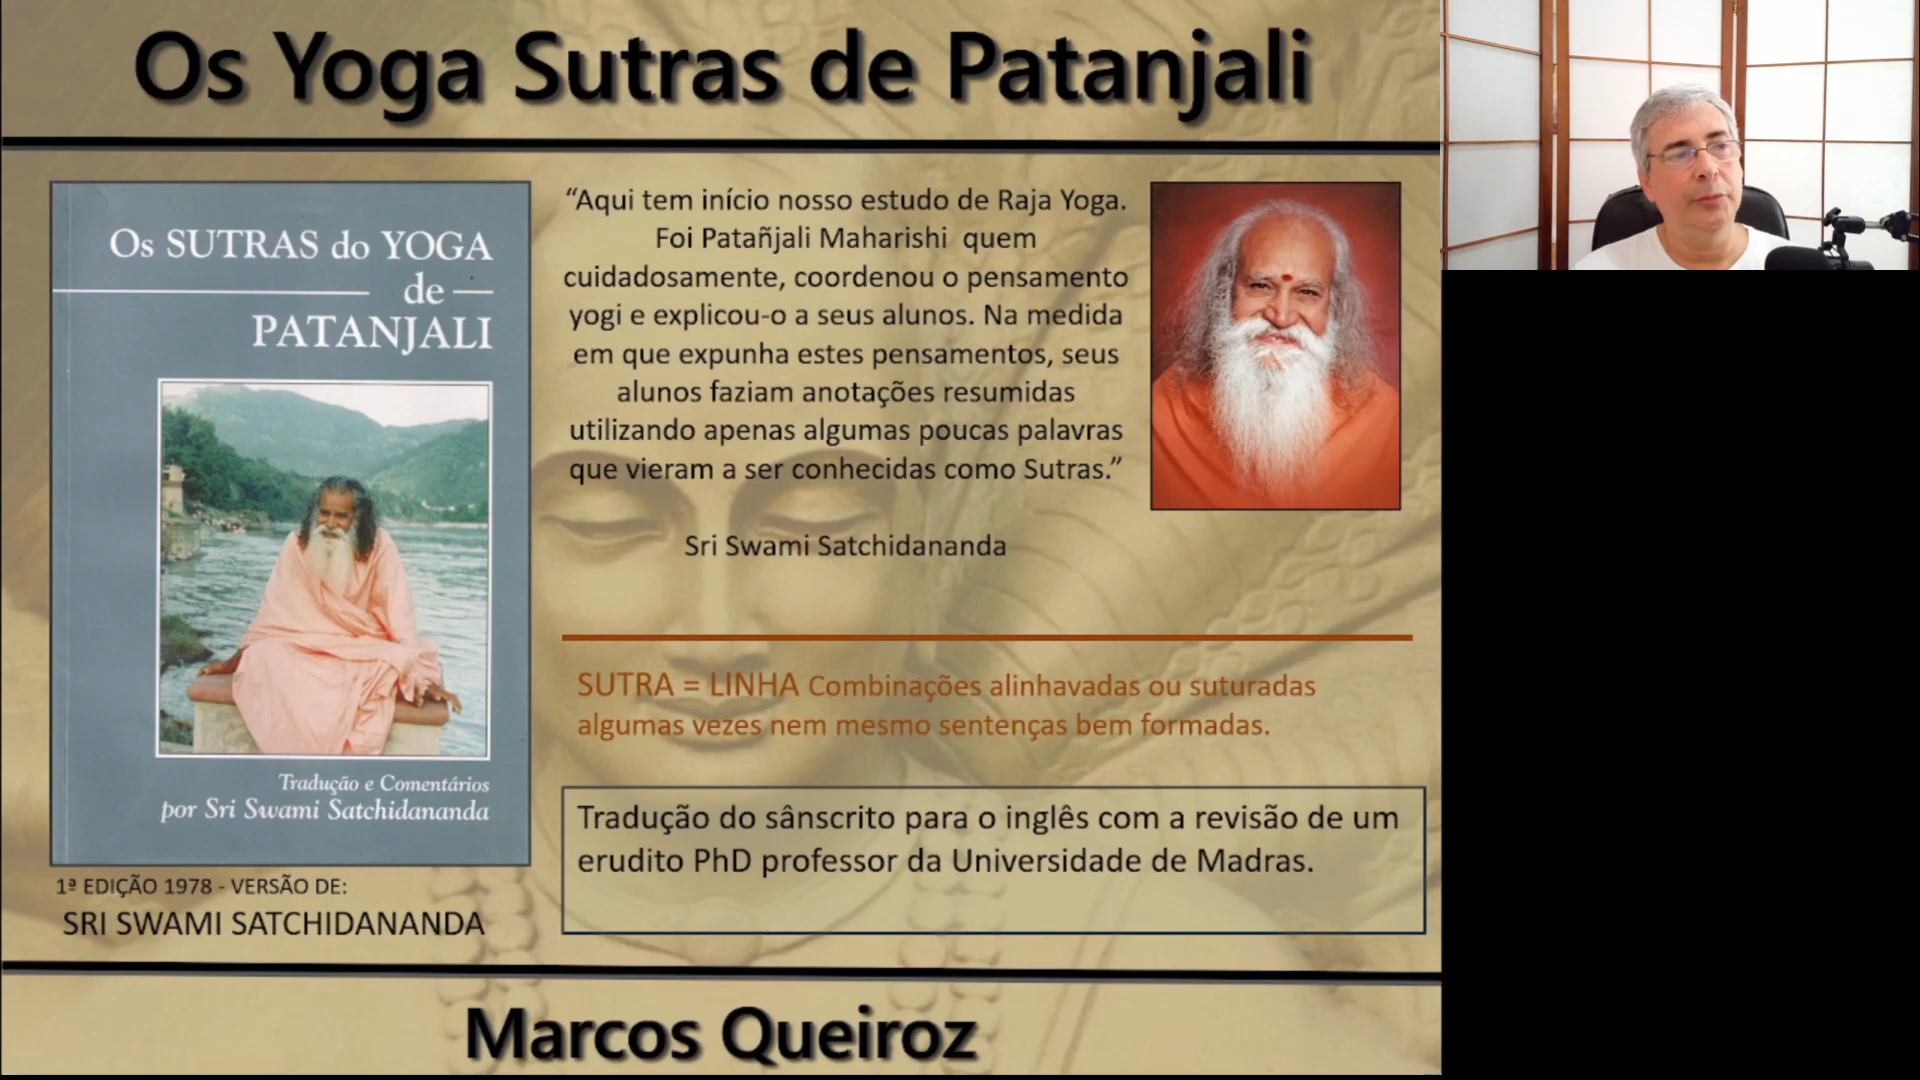 Os Yoga Sutras de Patanjali
Os SUTRAS do YOGA
de
PATANJALI
Tradução e Comentários
por Sri Swami Satchidananda
1ª EDIÇÃO 1978 - VERSÃO DE:
SRI SWAMI SATCHIDANANDA
“Aqui tem início nosso estudo de Raja Yoga.
Foi Patañjali Maharishi quem
cuidadosamente, coordenou o pensamento
yogi e explicou-o a seus alunos. Na medida
em que expunha estes pensamentos, seus
alunos faziam anotações resumidas
utilizando apenas algumas poucas palavras
que vieram a ser conhecidas como Sutras.”
Sri Swami Satchidananda
SUTRA = LINHA Combinações alinhavadas ou suturadas
algumas vezes nem mesmo sentenças bem formadas.
Tradução do sânscrito para o inglês com a revisão de um
erudito PhD professor da Universidade de Madras.
Marcos Queiroz